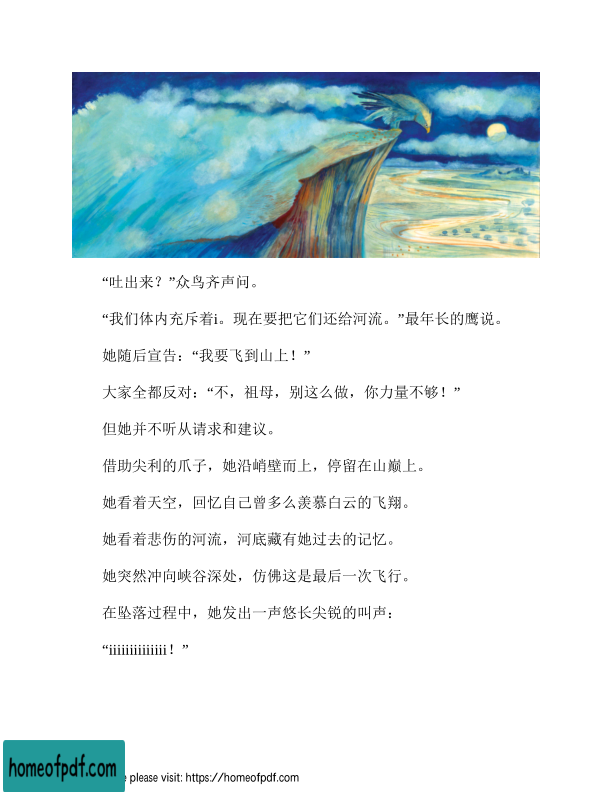 “吐出来？”众鸟齐声问。
“我们体内充斥着i。现在要把它们还给河流。”最年长的鹰说。
她随后宣告：“我要飞到山上！”
大家全都反对：“不，祖母，别这么做，你力量不够！”
但她并不听从请求和建议。
借助尖利的爪子，她沿峭壁而上，停留在山巅上。
她看着天空，回忆自己曾多么羡慕白云的飞翔。
她看着悲伤的河流，河底藏有她过去的记忆。
她突然冲向峡谷深处，仿佛这是最后一次飞行。
在坠落过程中，她发出一声悠长尖锐的叫声：
“iiiiiiiiiiiiii！”
homeofpdf.com
e please visit: https://homeofpdf.com